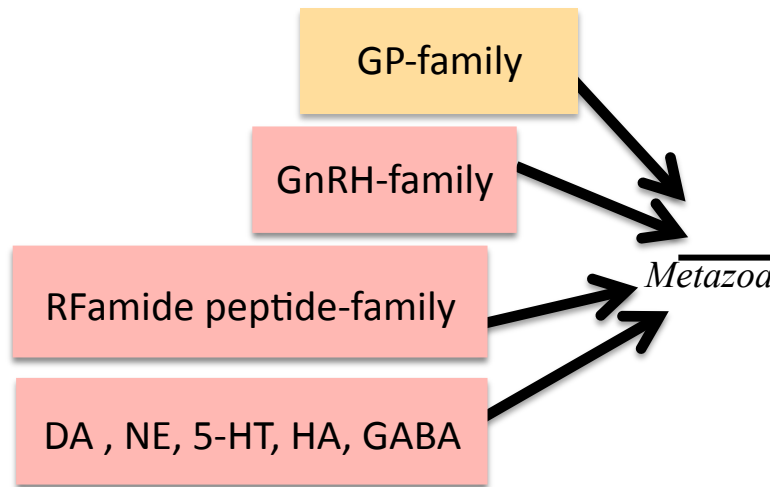 GP-family
GnRH-family
RFamide peptide-family
Metazoa
DA , NE, 5-HT, HA, GABA